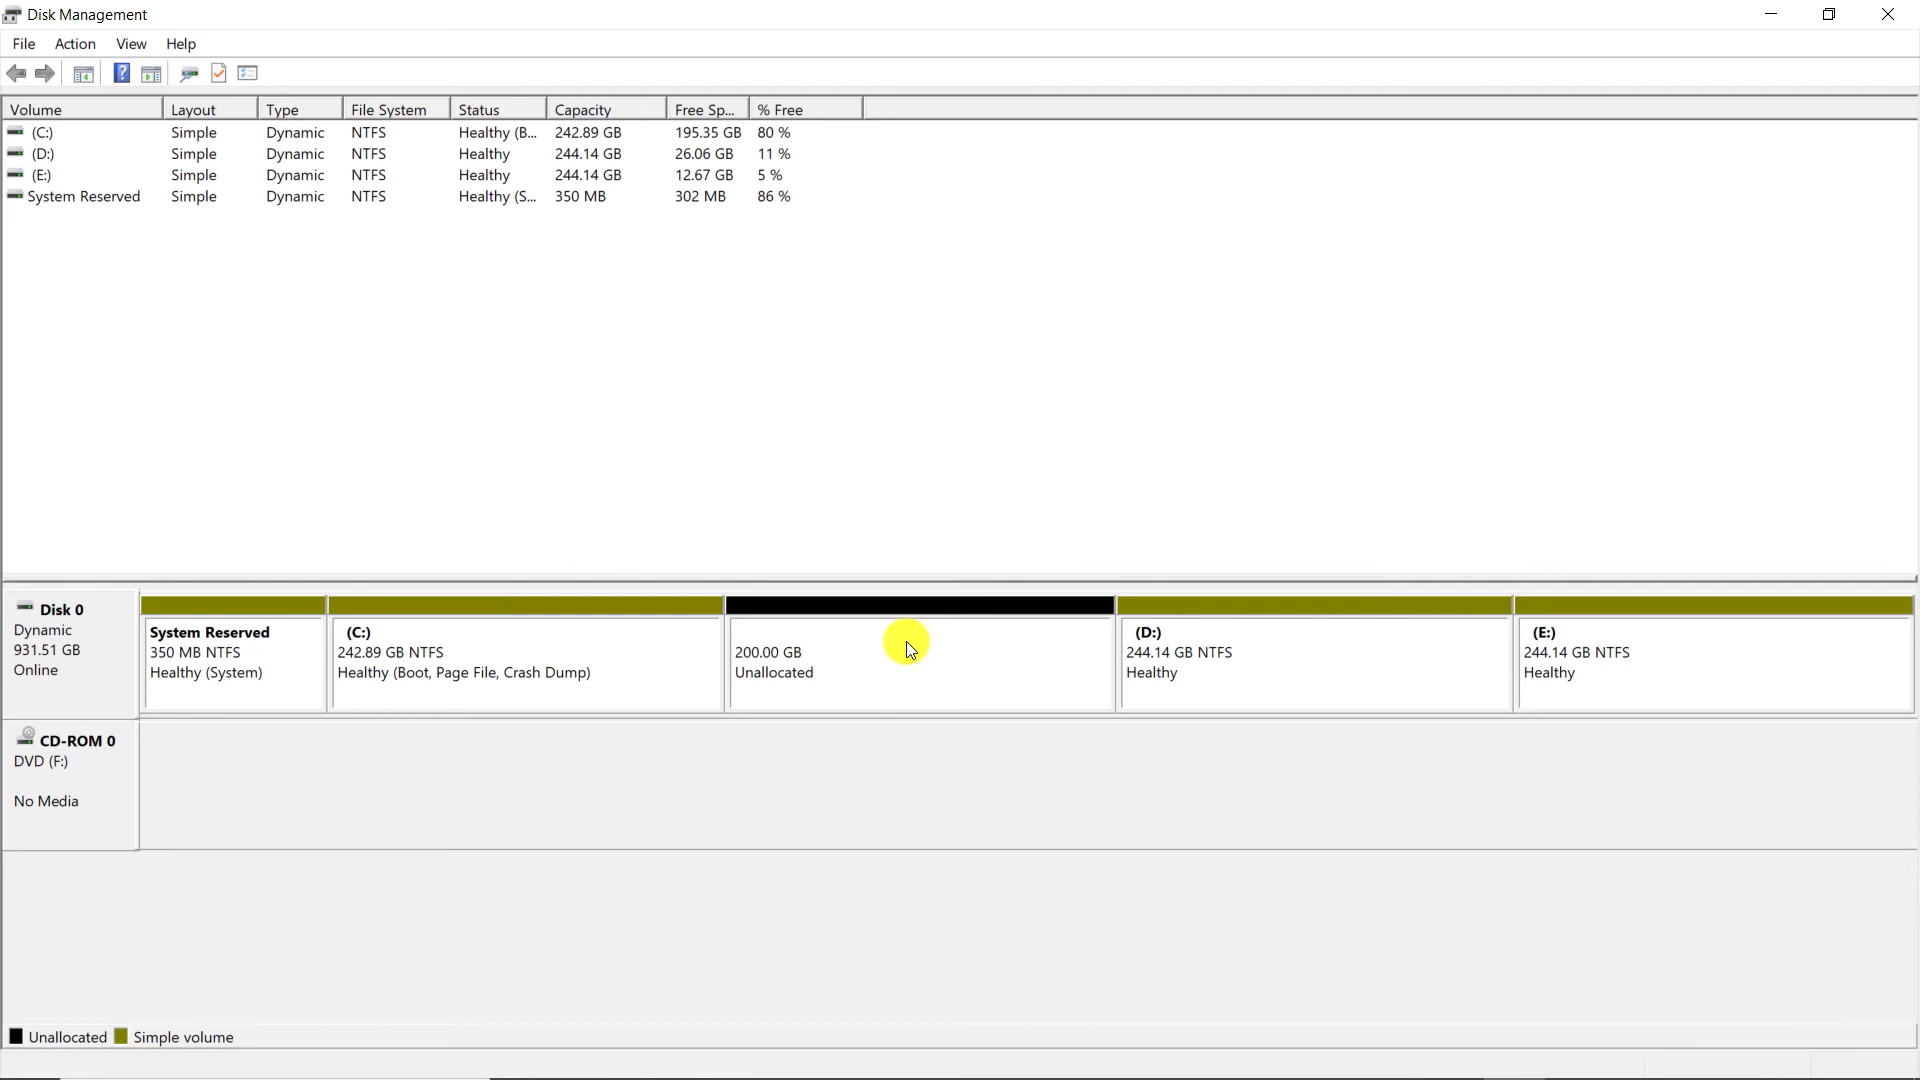 Disk Management
File Action View Help
Volume Layout Type File System Status Capacity Free Sp... % Free
(C:) Simple Dynamic NTFS Healthy (B... 242.89 GB 195.35 GB 80 %
(D:) Simple Dynamic NTFS Healthy 244.14 GB 26.06 GB 11 %
(E:) Simple Dynamic NTFS Healthy 244.14 GB 12.67 GB 5 %
System Reserved Simple Dynamic NTFS Healthy (S... 350 MB 302 MB 86 %
Disk 0
Dynamic
931.51 GB
Online
System Reserved
350 MB NTFS
Healthy (System)
(C:)
242.89 GB NTFS
Healthy (Boot, Page File, Crash Dump)
200.00 GB
Unallocated
(D:)
244.14 GB NTFS
Healthy
(E:)
244.14 GB NTFS
Healthy
CD-ROM 0
DVD (F:)
No Media
Unallocated Simple volume